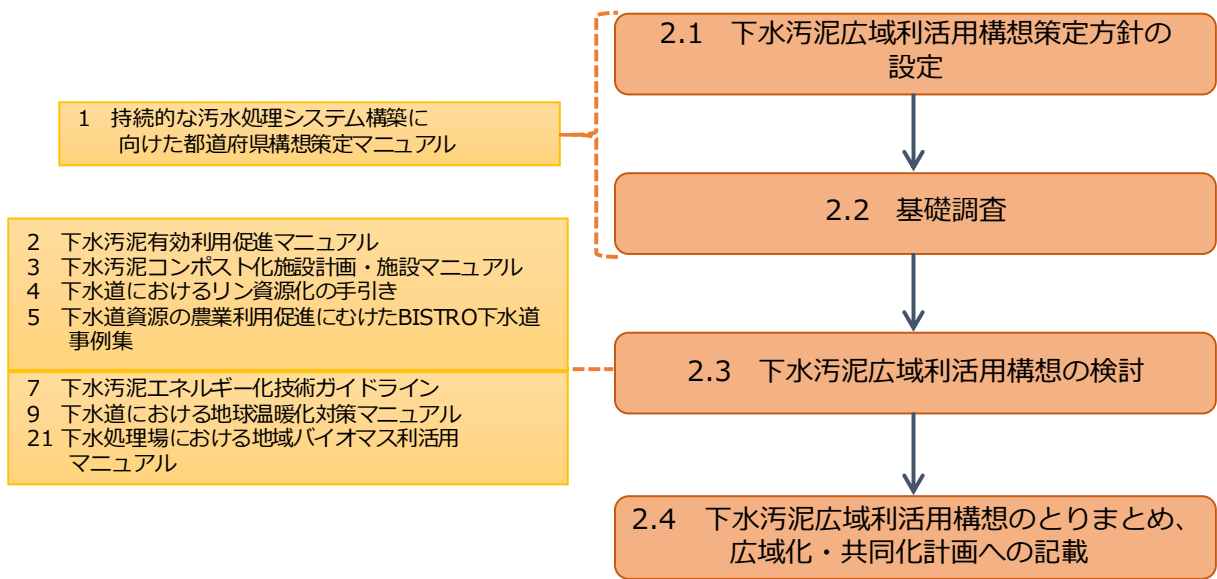 2.1 下水汚泥広域利活用構想策定方針の
設定
1 持続的な汚水処理システム構築に
向けた都道府県構想策定マニュアル
2.2 基礎調査
2 下水汚泥有効利用促進マニュアル
3 下水汚泥コンポスト化施設計画・施設マニュアル
4 下水道におけるリン資源化の手引き
5 下水道資源の農業利用促進にむけたBISTRO下水道
事例集
7 下水汚泥エネルギー化技術ガイドライン
9 下水道における地球温暖化対策マニュアル
21 下水処理場における地域バイオマス利活用
マニュアル
2.3 下水汚泥広域利活用構想の検討
2.4 下水汚泥広域利活用構想のとりまとめ、
広域化・共同化計画への記載